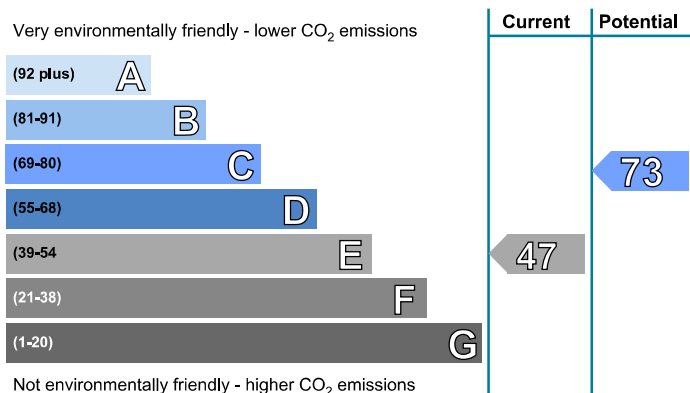 Very environmentally friendly - lower CO₂ emissions
Current
Potential
(92 plus) A
(81-91) B
(69-80) C
73
(55-68) D
(39-54 E
47
(21-38) F
(1-20) G
Not environmentally friendly - higher CO₂ emissions